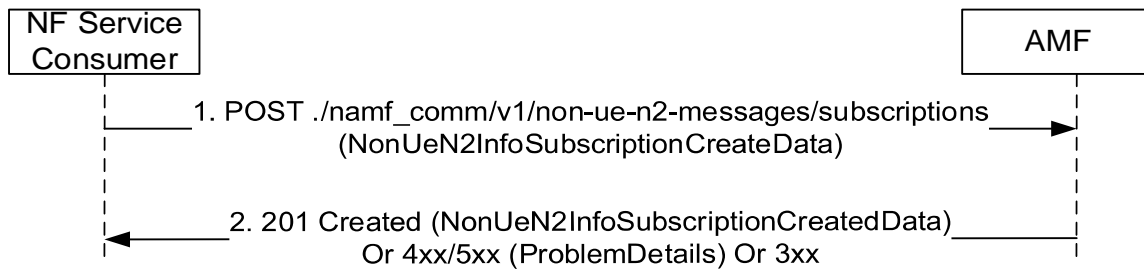 NF Service
Consumer
AMF
1. POST ./namf_comm/v1/non-ue-n2-messages/subscriptions
(NonUeN2InfoSubscriptionCreateData)
2. 201 Created (NonUeN2InfoSubscriptionCreatedData)
Or 4xx/5xx (ProblemDetails) Or 3xx